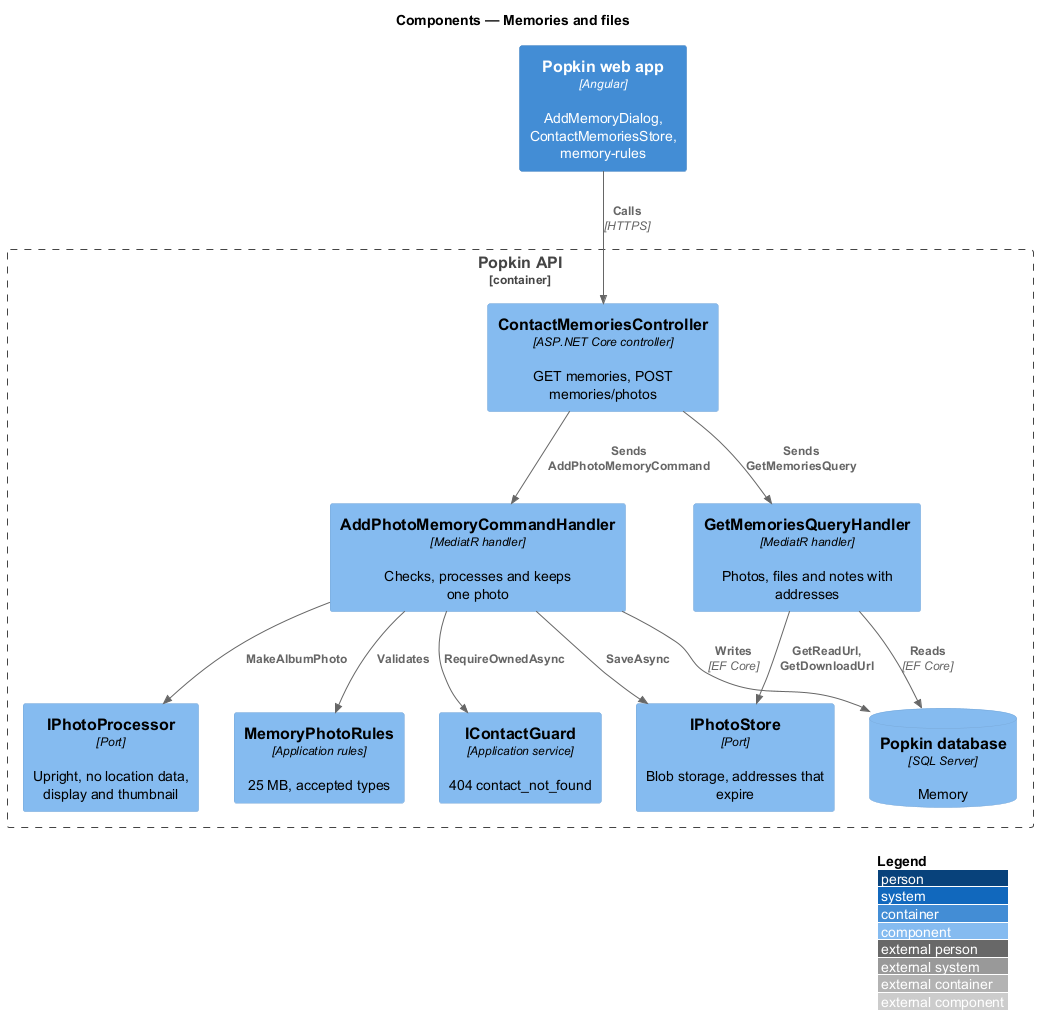 Components — Memories and files
Popkin web app
[Angular]
AddMemoryDialog,
ContactMemoriesStore,
memory-rules
Calls
[HTTPS]
Popkin API
[container]
ContactMemoriesController
[ASP.NET Core controller]
GET memories, POST
memories/photos
Sends
AddPhotoMemoryCommand
Sends
GetMemoriesQuery
AddPhotoMemoryCommandHandler
[MediatR handler]
Checks, processes and keeps
one photo
GetMemoriesQueryHandler
[MediatR handler]
Photos, files and notes with
addresses
MakeAlbumPhoto
Validates
RequireOwnedAsync
SaveAsync
Writes
[EF Core]
GetReadUrl,
GetDownloadUrl
Reads
[EF Core]
IPhotoProcessor
[Port]
Upright, no location data,
display and thumbnail
MemoryPhotoRules
[Application rules]
25 MB, accepted types
IContactGuard
[Application service]
404 contact_not_found
IPhotoStore
[Port]
Blob storage, addresses that
expire
Popkin database
[SQL Server]
Memory
Legend
person
system
container
component
external person
external system
external container
external component